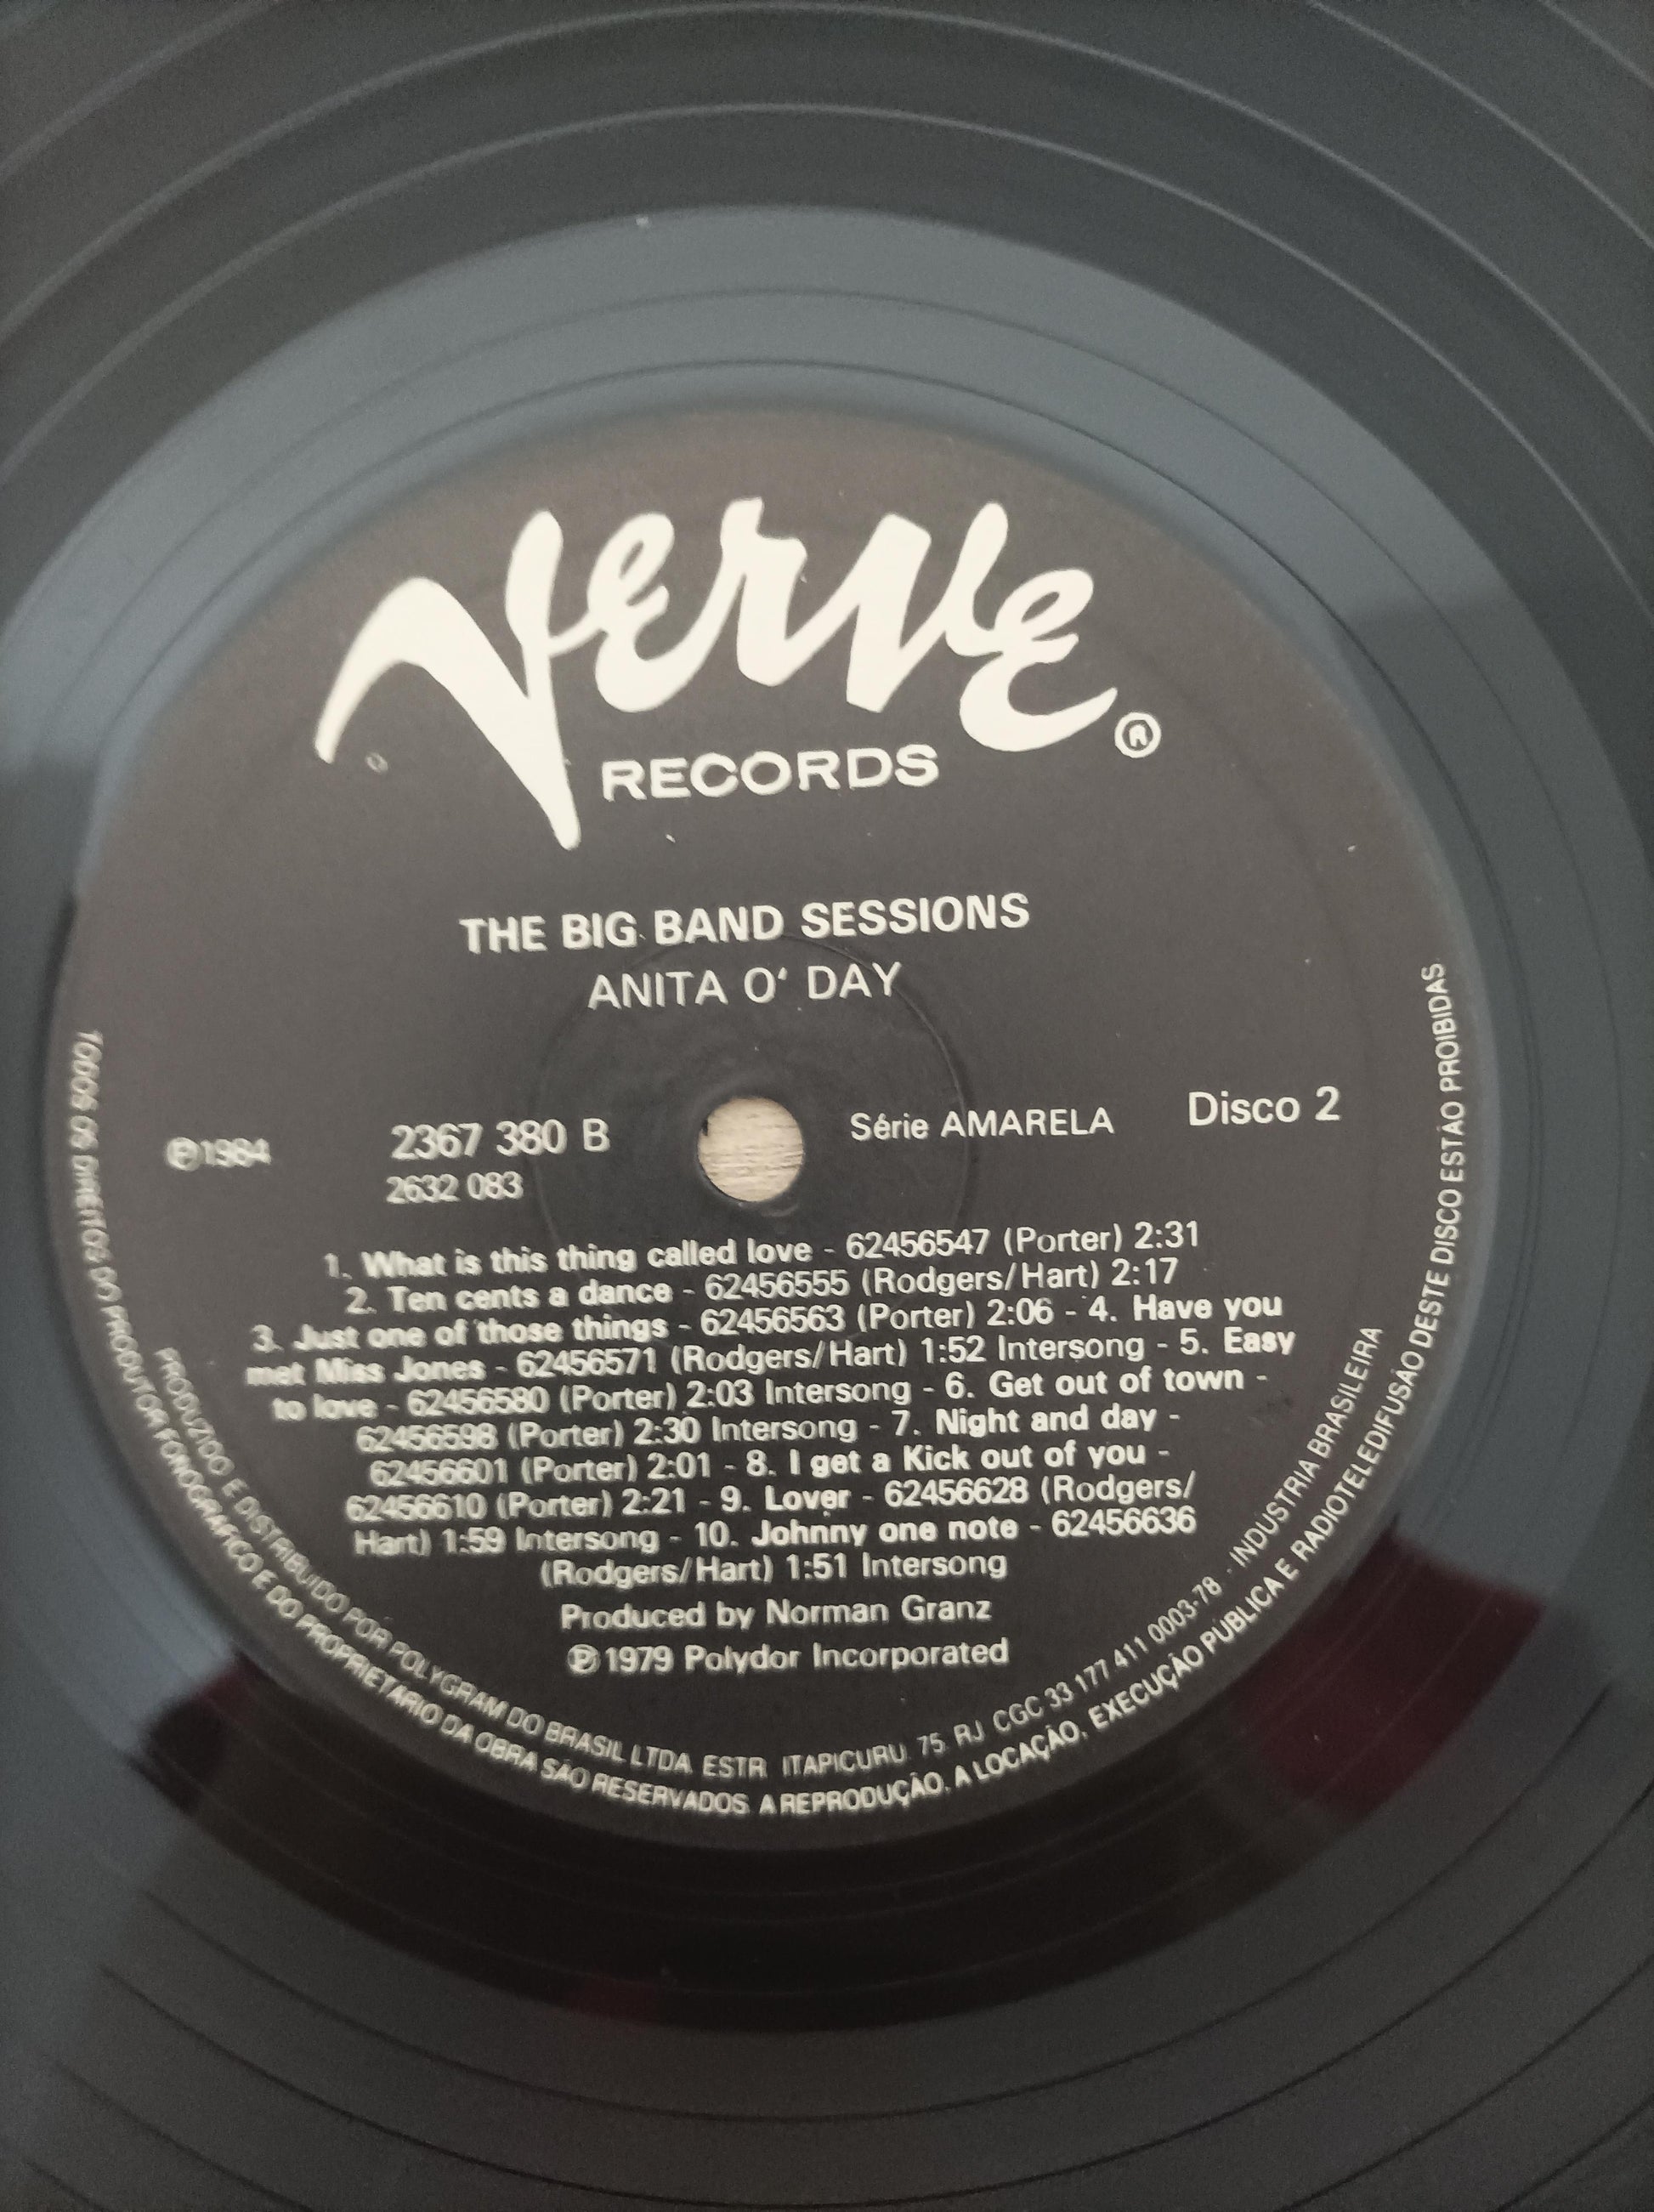 Verve ®
RECORDS
THE BIG BAND SESSIONS
ANITA O' DAY
℗1984
2367 380 B
2632 083
Série AMARELA
Disco 2
1. What is this thing called love - 62456547 (Porter) 2:31
2. Ten cents a dance - 62456555 (Rodgers/Hart) 2:17
3. Just one of those things - 62456563 (Porter) 2:06 - 4. Have you
met Miss Jones - 62456571 (Rodgers/Hart) 1:52 Intersong - 5. Easy
to love - 62456580 (Porter) 2:03 Intersong - 6. Get out of town -
62456598 (Porter) 2:30 Intersong - 7. Night and day -
62456601 (Porter) 2:01 - 8. I get a Kick out of you -
62456610 (Porter) 2:21 - 9. Lover - 62456628 (Rodgers/
Hart) 1:59 Intersong - 10. Johnny one note - 62456636
(Rodgers/Hart) 1:51 Intersong
Produced by Norman Granz
℗1979 Polydor Incorporated
PRODUZIDO E DISTRIBUIDO POR POLYGRAM DO BRASIL LTDA. ESTR. ITAPICURU 75 RJ CGC 33 177 411 0003-78 - INDUSTRIA BRASILEIRA
TODOS OS DIREITOS DO PRODUTOR FONOGRAFICO E DO PROPRIETARIO DA OBRA SÃO RESERVADOS. A REPRODUÇÃO, A LOCAÇÃO, EXECUÇÃO PUBLICA E RADIOTELEDIFUSÃO DESTE DISCO ESTÃO PROIBIDAS